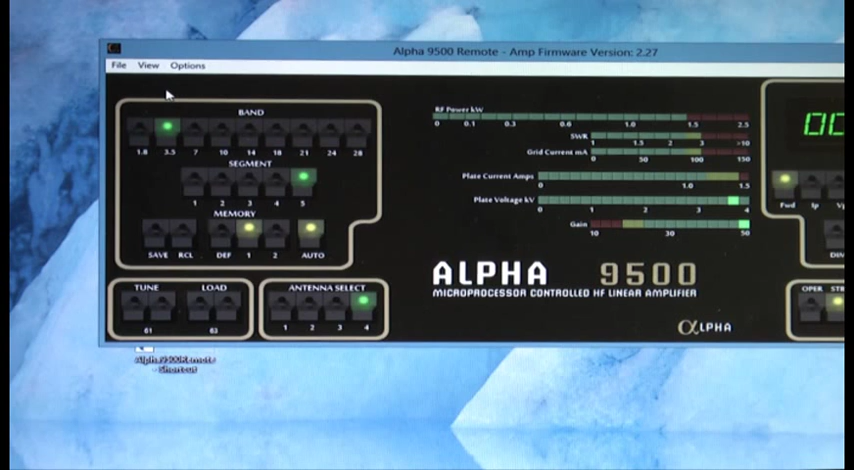 Alpha 9500 Remote - Amp Firmware Version: 2.27
File View Options
BAND
1.8 3.5 7 10 14 18 21 24 28
SEGMENT
1 2 3 4 5
MEMORY
SAVE RCL DEF 1 2 AUTO
TUNE LOAD
61 63
ANTENNA SELECT
1 2 3 4
RF Power kW
0 0.1 0.3 0.6 1.0 1.5 2.5
SWR
1 1.5 2 3 >10
Grid Current mA
0 50 100 150
Plate Current Amps
0 1.0 1.5
Plate Voltage kV
0 1 2 3 4
Gain
10 30 50
ALPHA 9500
MICROPROCESSOR CONTROLLED HF LINEAR AMPLIFIER
αLPHA
Fwd Ip
OPER
Alpha9500Remote
- Shortcut